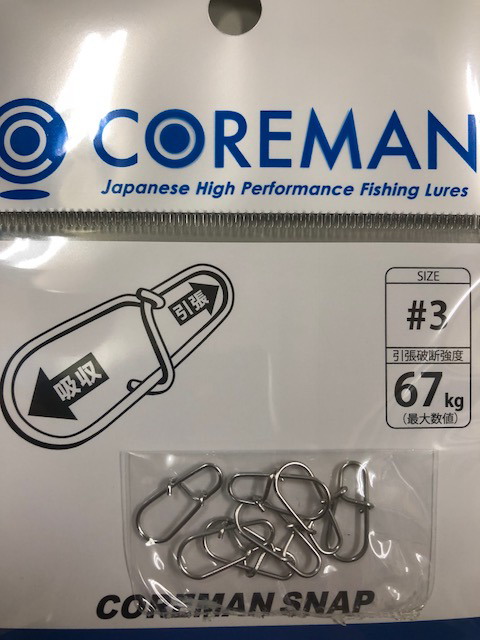 COREMAN
Japanese High Performance Fishing Lures
SIZE
#3
引張破断強度
67kg
(最大数値)
引張
吸収
COREMAN SNAP